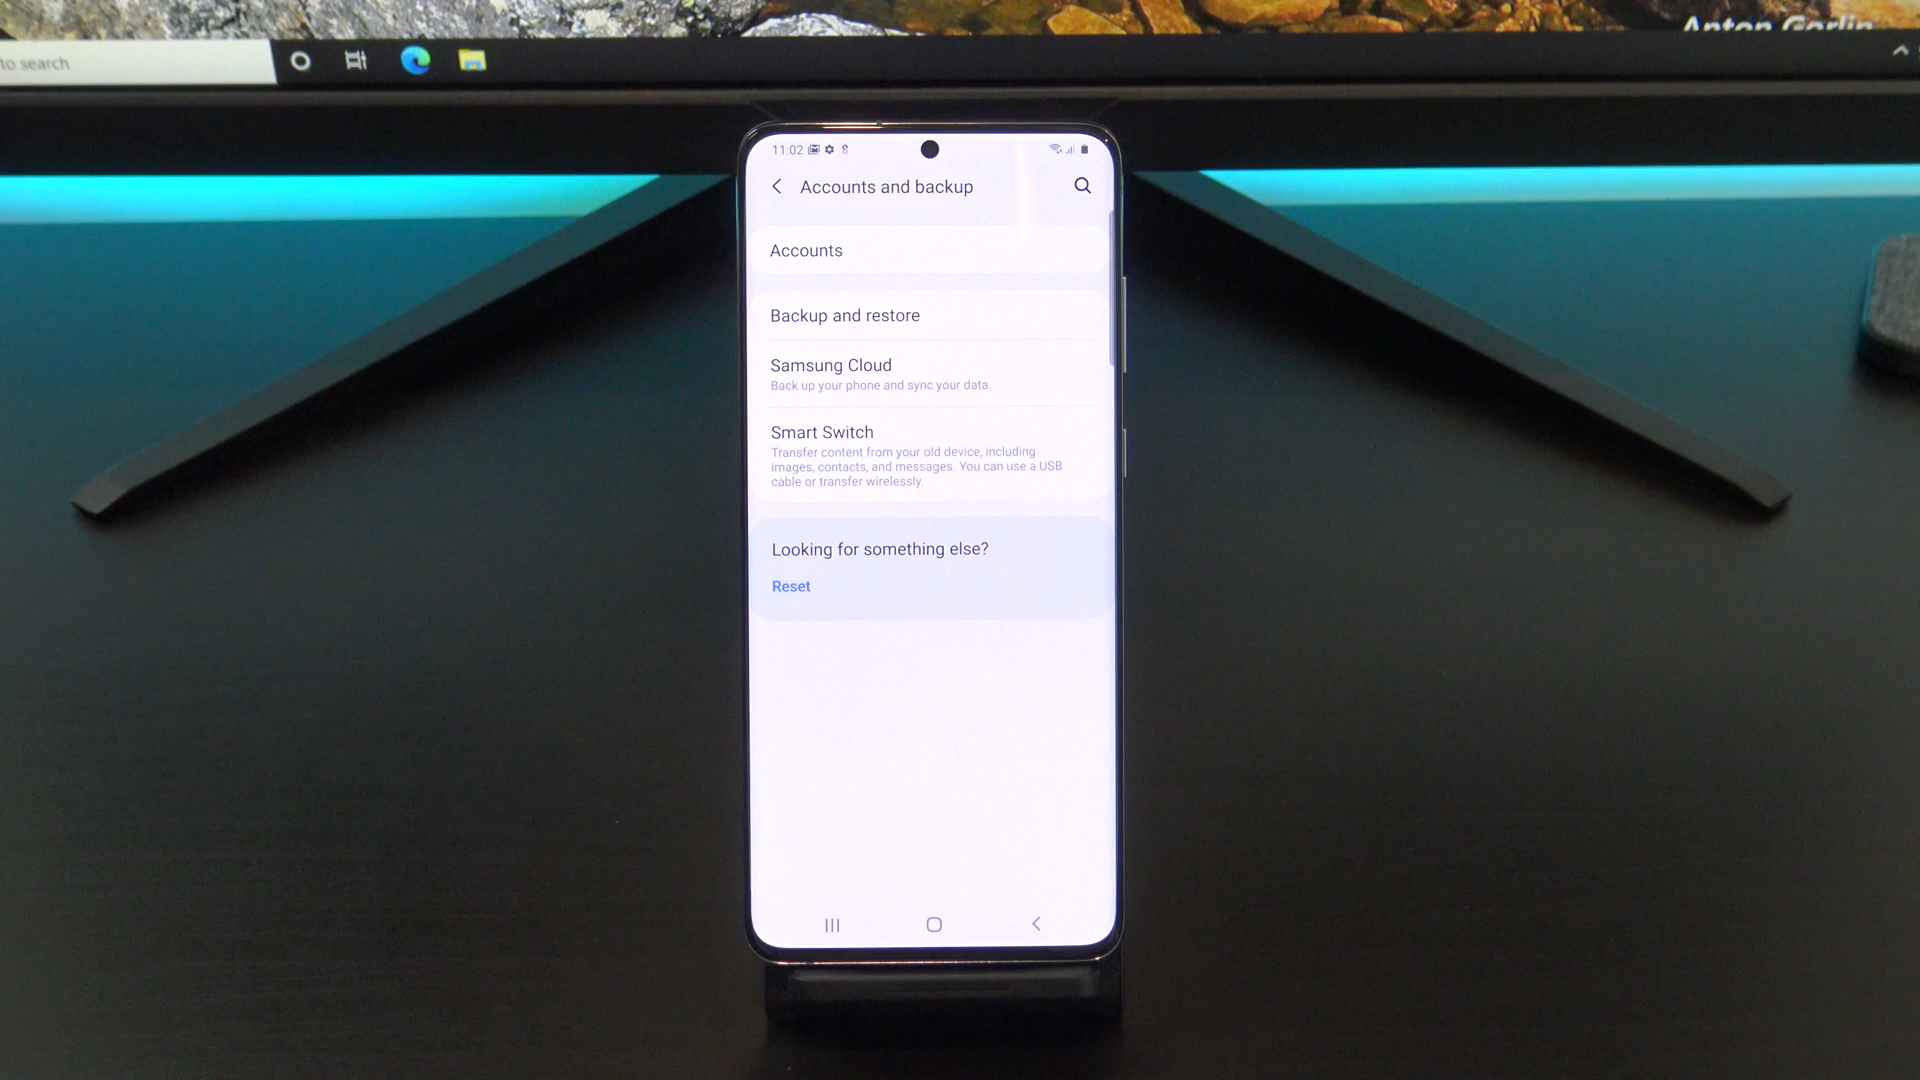 Anton Gorlin
to search
11:02
Accounts and backup
Accounts
Backup and restore
Samsung Cloud
Back up your phone and sync your data.
Smart Switch
Transfer content from your old device, including
images, contacts, and messages. You can use a USB
cable or transfer wirelessly.
Looking for something else?
Reset